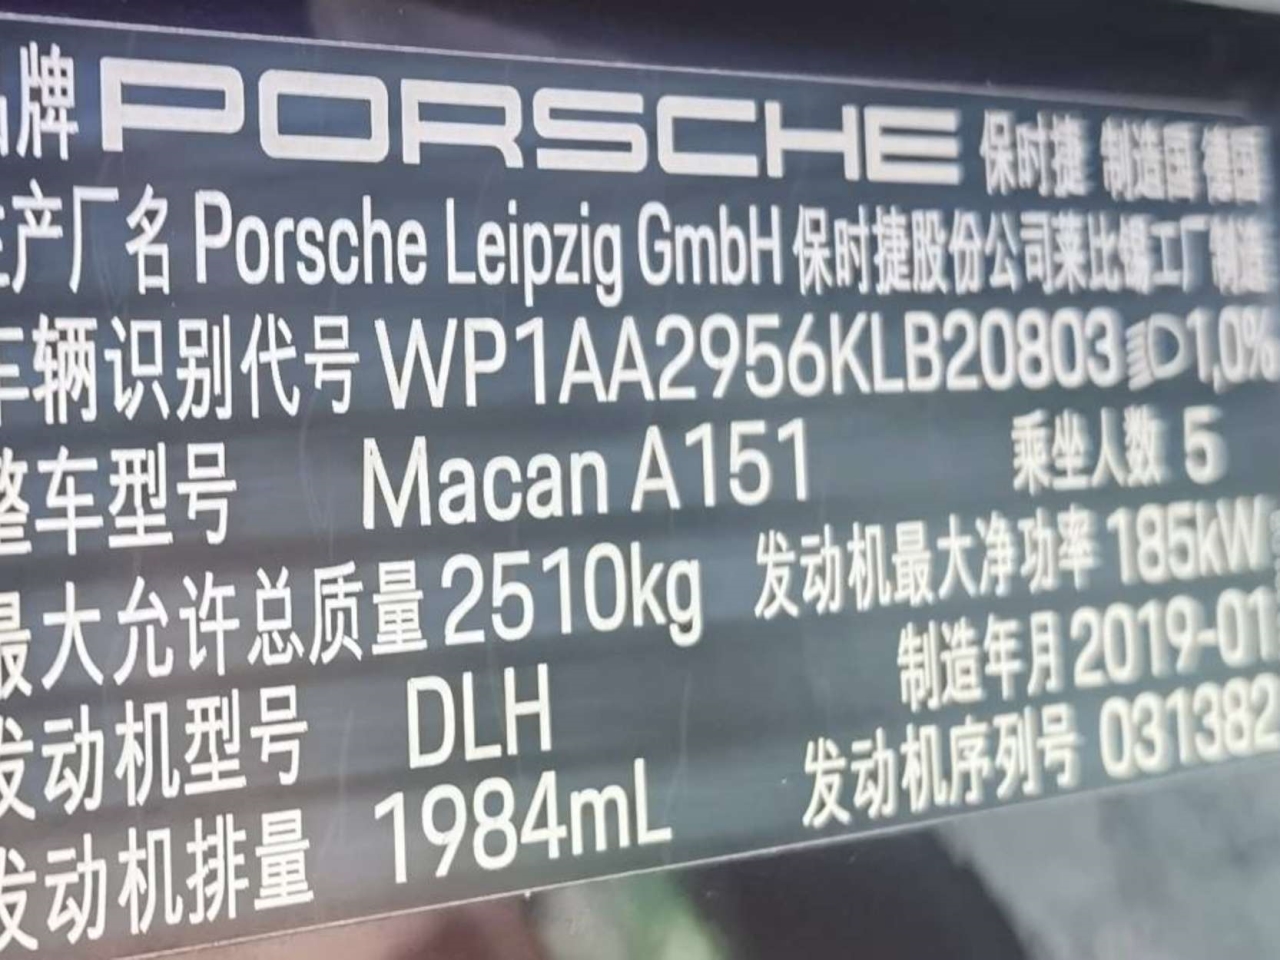 品牌 PORSCHE 保时捷 制造国 德国
生产厂名 Porsche Leipzig GmbH 保时捷股份公司莱比锡工厂制造
车辆识别代号 WP1AA2956KLB20803 1,0%
整车型号 Macan A151 乘坐人数 5
最大允许总质量 2510kg 发动机最大净功率 185kW
发动机型号 DLH 制造年月 2019-01
发动机排量 1984mL 发动机序列号 031382